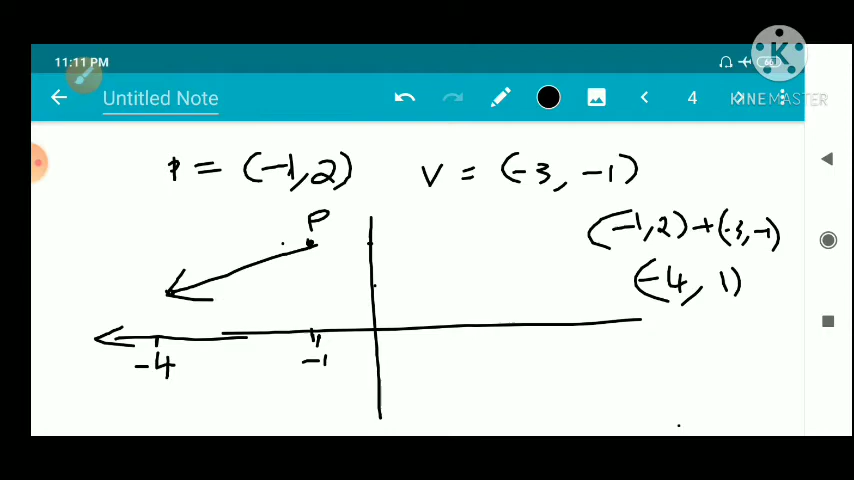 11:11 PM
66
K
KINEMASTER
Untitled Note
4
P = (-1,2) V = (-3, -1)
P
(-1,2) + (-3,-1)
(-4, 1)
-4 -1